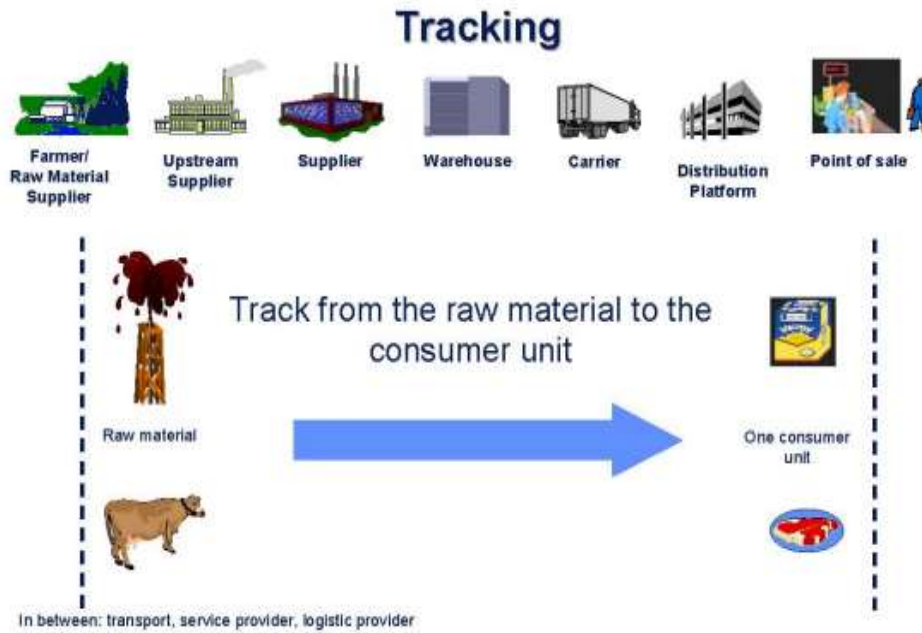 Tracking
Farmer/
Raw Material
Supplier
Upstream
Supplier
Supplier
Warehouse
Carrier
Distribution
Platform
Point of sale
Track from the raw material to the
consumer unit
Raw material
One consumer
unit
In between: transport, service provider, logistic provider